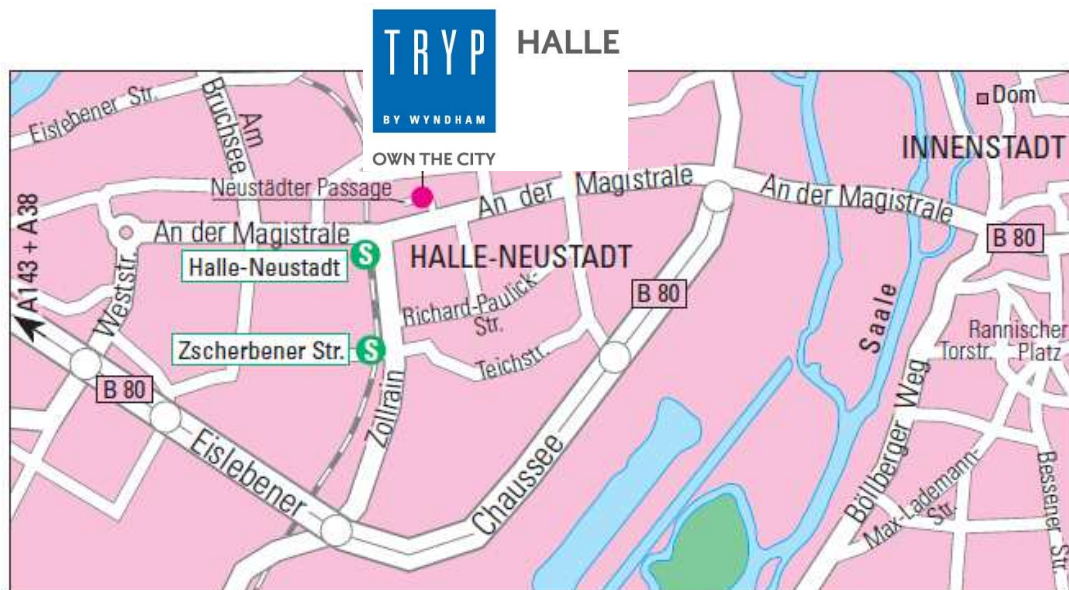 TRYP
HALLE
BY WYNDHAM
OWN THE CITY
Eislebener Str.
Am
Bruchsee
Dom
INNENSTADT
Neustädter Passage
An der Magistrale
An der Magistrale
An der Magistrale
A143 + A38
Weststr.
S
Halle-Neustadt
HALLE-NEUSTADT
B 80
B 80
Richard-Paulick-
Str.
Saale
Rannischer
Platz
Torstr.
Zscherbener Str.
S
Teichstr.
B 80
Zollrain
Eislebener
Chaussee
Böllberger Weg
Max-Lademann-
Str.
Bessener Str.